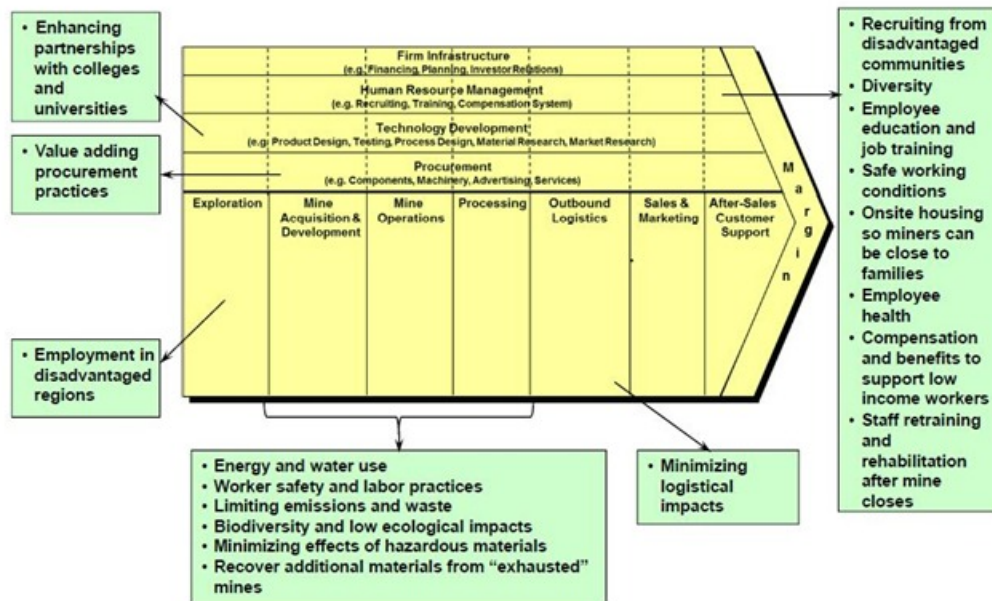 • Enhancing
partnerships
with colleges
and
universities
• Value adding
procurement
practices
• Employment in
disadvantaged
regions
Firm Infrastructure
(e.g. Financing, Planning, Investor Relations)
Human Resource Management
(e.g. Recruiting, Training, Compensation System)
Technology Development
(e.g. Product Design, Testing, Process Design, Material Research, Market Research)
Procurement
(e.g. Components, Machinery, Advertising, Services)
Exploration
Mine
Acquisition &
Development
Mine
Operations
Processing
Outbound
Logistics
Sales &
Marketing
After-Sales
Customer
Support
Margin
• Energy and water use
• Worker safety and labor practices
• Limiting emissions and waste
• Biodiversity and low ecological impacts
• Minimizing effects of hazardous materials
• Recover additional materials from “exhausted”
mines
• Minimizing
logistical
impacts
• Recruiting from
disadvantaged
communities
• Diversity
• Employee
education and
job training
• Safe working
conditions
• Onsite housing
so miners can
be close to
families
• Employee
health
• Compensation
and benefits to
support low
income workers
• Staff retraining
and
rehabilitation
after mine
closes